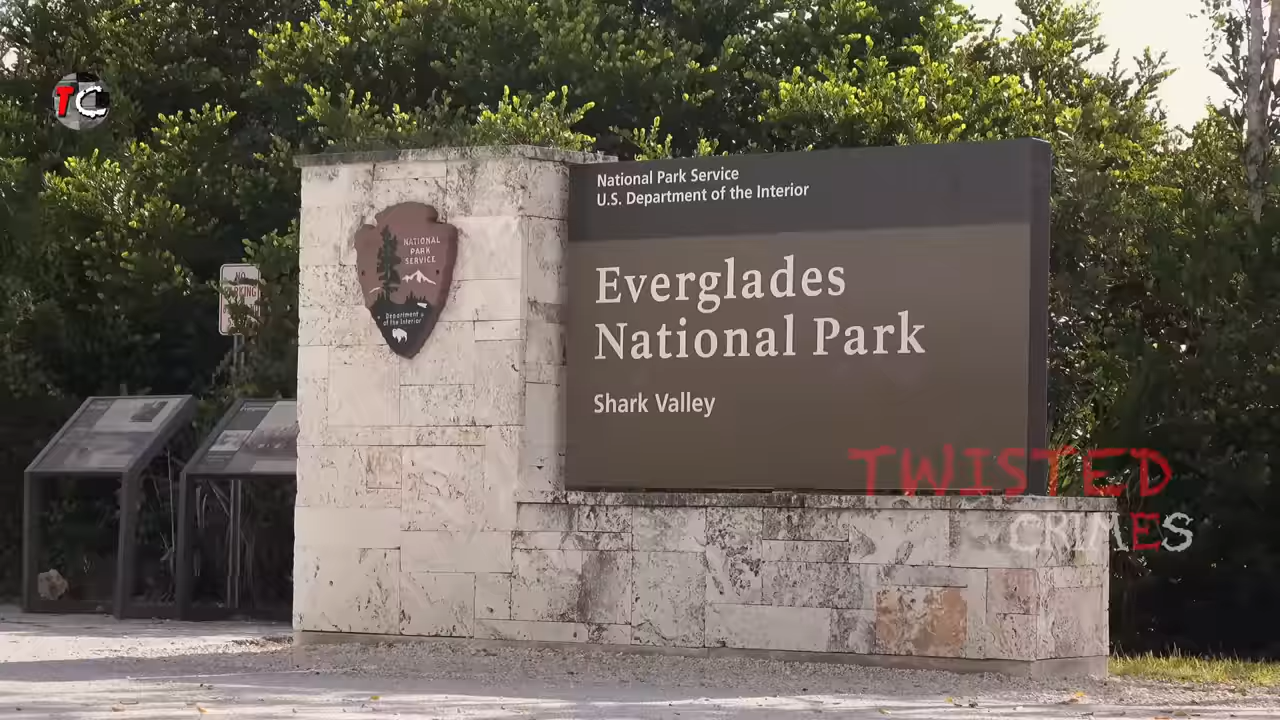 TC
National Park Service
U.S. Department of the Interior
NATIONAL
PARK
SERVICE
Department
of the Interior
NO
PARKING
Everglades
National Park
Shark Valley
TWISTED
CRIMES